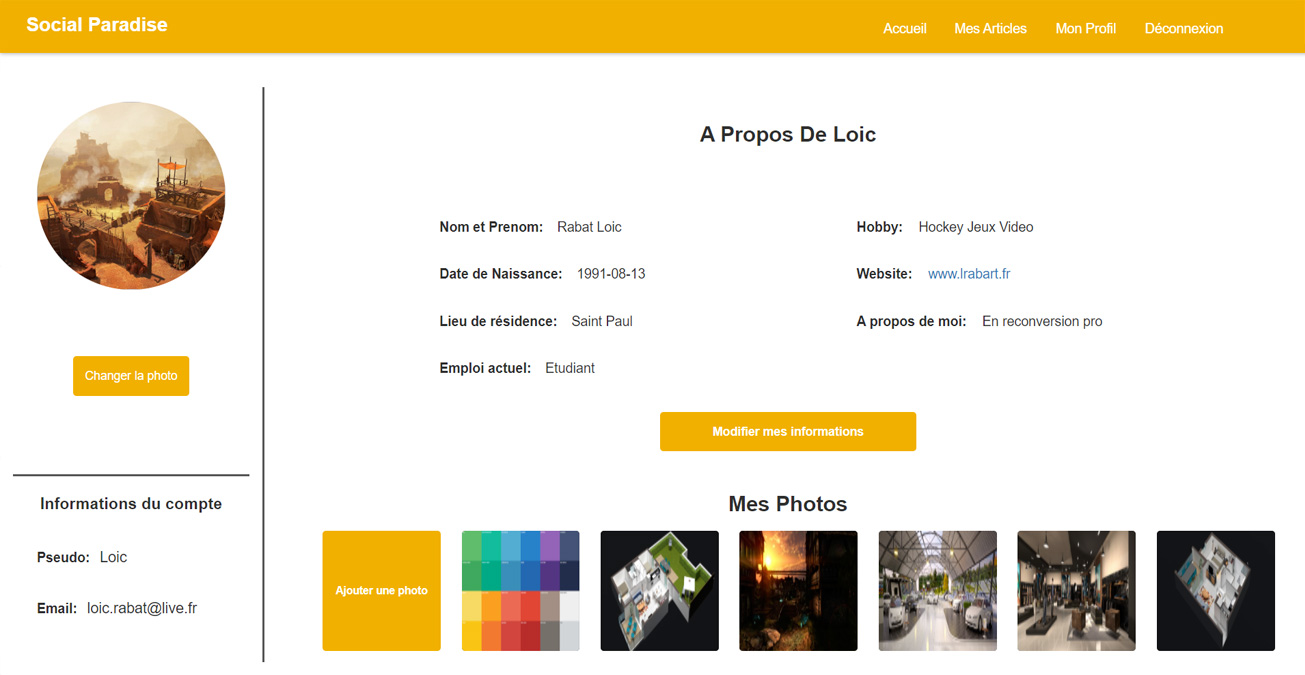 Social Paradise
Accueil Mes Articles Mon Profil Déconnexion
Changer la photo
Informations du compte
Pseudo: Loic
Email: loic.rabat@live.fr
A Propos De Loic
Nom et Prenom: Rabat Loic
Date de Naissance: 1991-08-13
Lieu de résidence: Saint Paul
Emploi actuel: Etudiant
Hobby: Hockey Jeux Video
Website: www.lrabart.fr
A propos de moi: En reconversion pro
Modifier mes informations
Mes Photos
Ajouter une photo